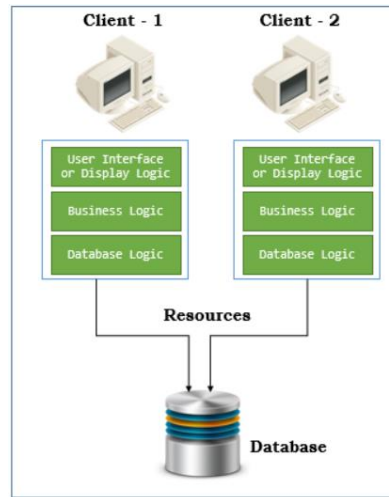 Client - 1
Client - 2
User Interface
or Display Logic
Business Logic
Database Logic
User Interface
or Display Logic
Business Logic
Database Logic
Resources
Database